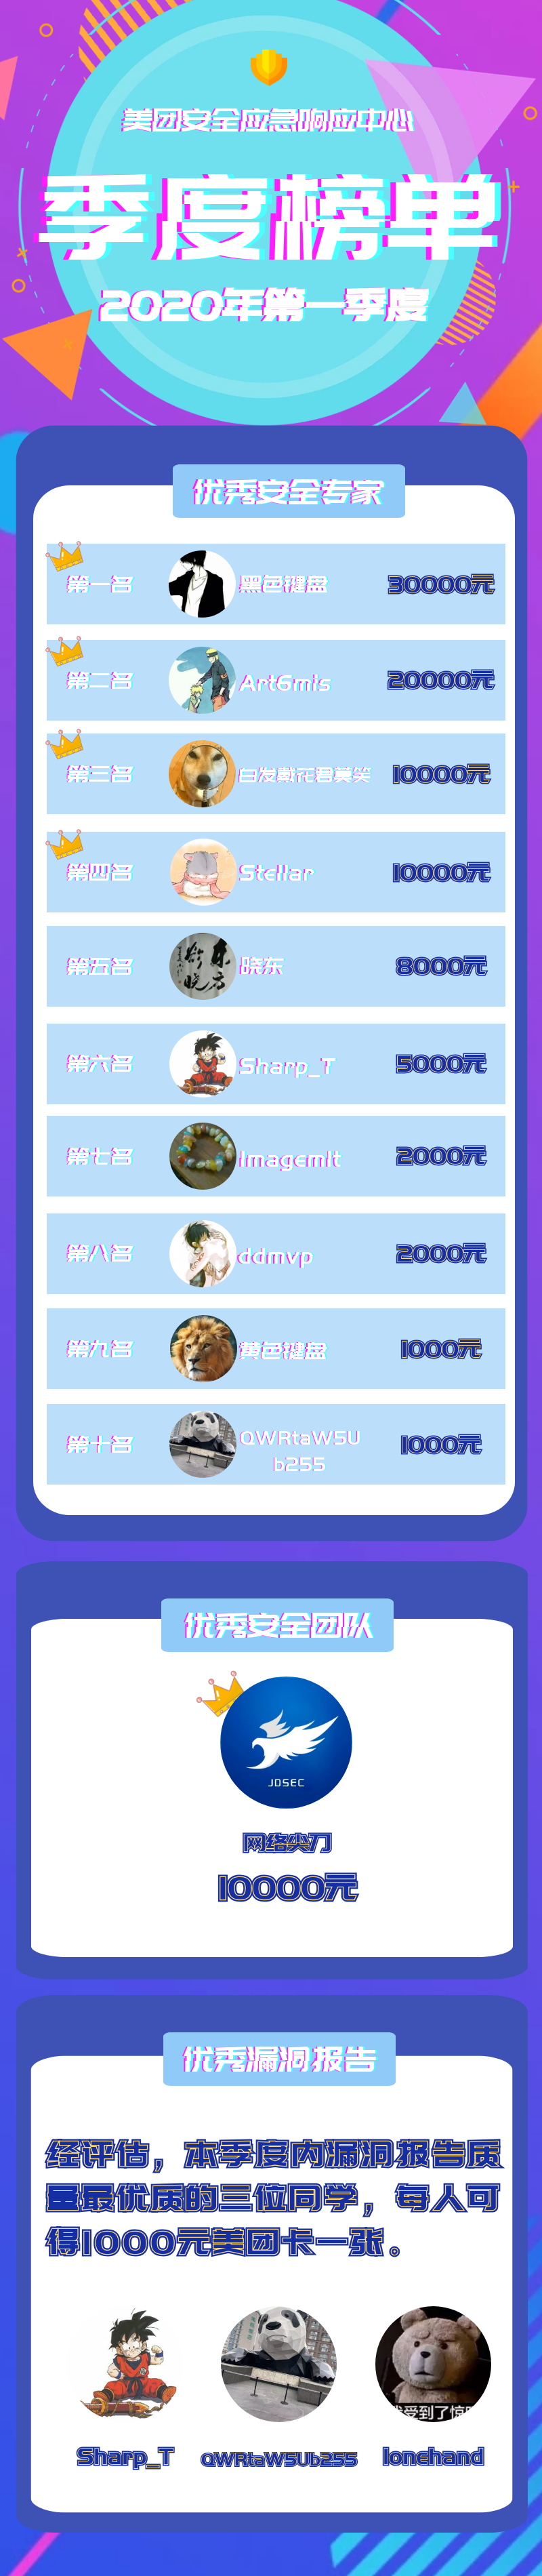 美团安全应急响应中心
季度榜单
2020年第一季度
优秀安全专家
第一名 黑色键盘 30000元
第二名 Art6mis 20000元
第三名 白发戴花君莫笑 10000元
第四名 Stellar 10000元
第五名 晓东 8000元
第六名 Sharp_T 5000元
第七名 ImagemIt 2000元
第八名 ddmvp 2000元
第九名 黄色键盘 1000元
第十名 QWRtaW5U
b255 1000元
优秀安全团队
JDSEC
网络尖刀
10000元
优秀漏洞报告
经评估，本季度内漏洞报告质
量最优质的三位同学，每人可
得1000元美团卡一张。
受到了惊
Sharp_T QWRtaW5Ub255 lonehand